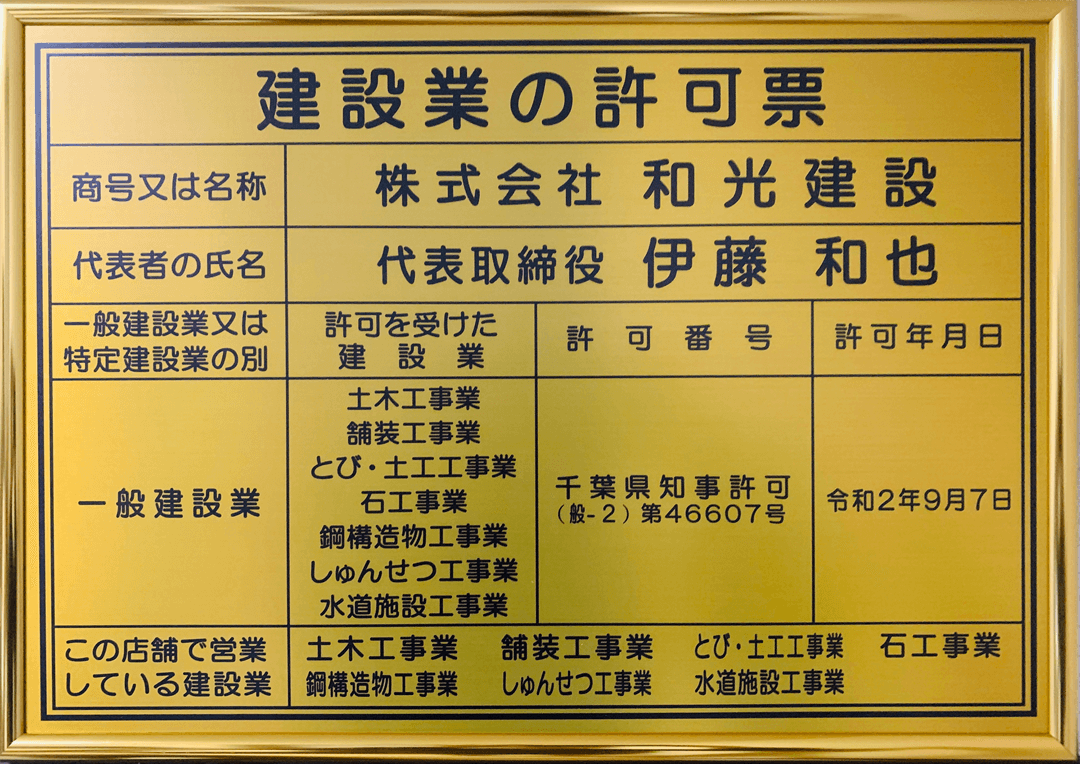 建設業の許可票
商号又は名称
株式会社 和光建設
代表者の氏名
代表取締役 伊藤 和也
一般建設業又は
特定建設業の別
許可を受けた
建設業
許可番号
許可年月日
一般建設業
土木工事業
舗装工事業
とび・土工工事業
石工事業
鋼構造物工事業
しゅんせつ工事業
水道施設工事業
千葉県知事許可
(般-2)第46607号
令和2年9月7日
この店舗で営業
している建設業
土木工事業 舗装工事業 とび・土工工事業 石工事業
鋼構造物工事業 しゅんせつ工事業 水道施設工事業